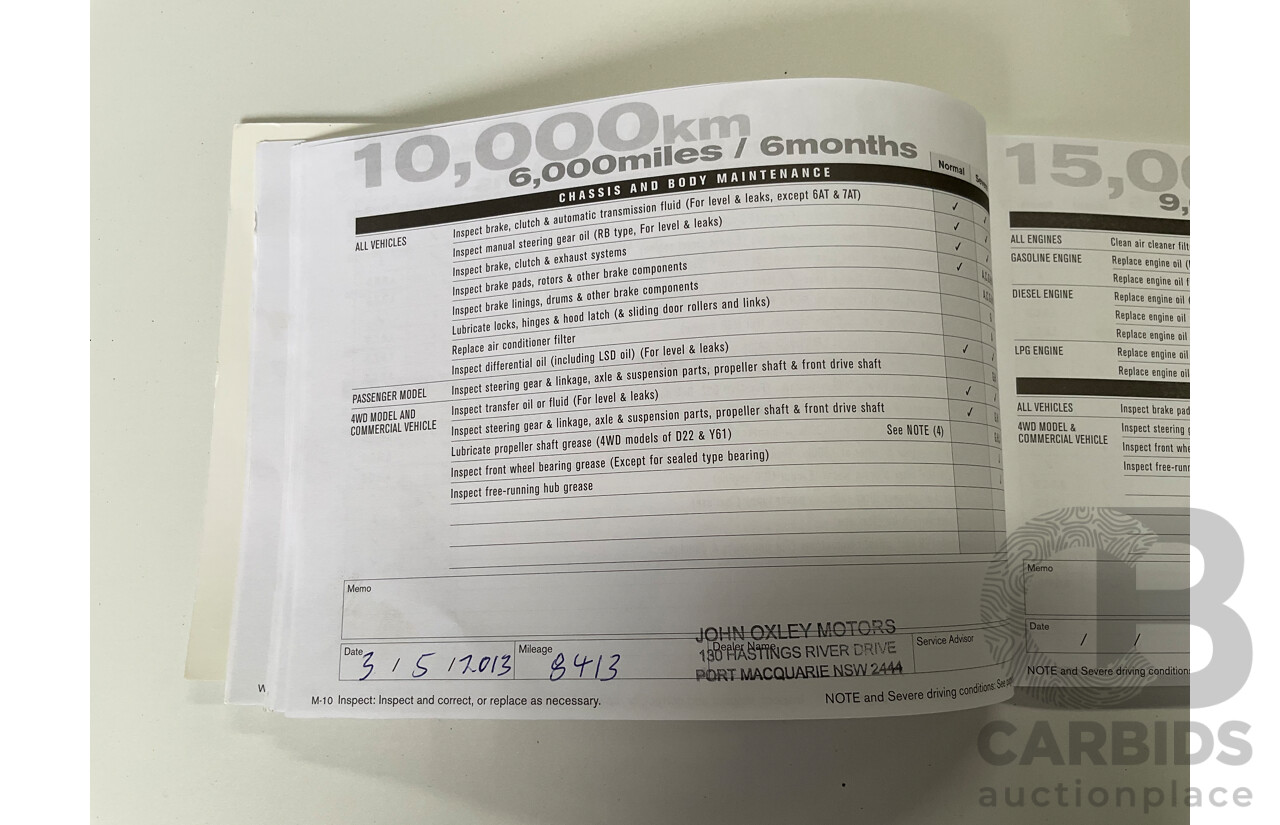 10,000km
6,000miles / 6months
Normal
CHASSIS AND BODY MAINTENANCE
ALL VEHICLES
Inspect brake, clutch & automatic transmission fluid (For level & leaks, except 6AT & 7AT) ✓
Inspect manual steering gear oil (RB type, For level & leaks) ✓
Inspect brake, clutch & exhaust systems ✓
Inspect brake pads, rotors & other brake components ✓
Inspect brake linings, drums & other brake components
Lubricate locks, hinges & hood latch (& sliding door rollers and links)
Replace air conditioner filter
Inspect differential oil (including LSD oil) (For level & leaks) ✓
PASSENGER MODEL
Inspect steering gear & linkage, axle & suspension parts, propeller shaft & front drive shaft
4WD MODEL AND
COMMERCIAL VEHICLE
Inspect transfer oil or fluid (For level & leaks) ✓
Inspect steering gear & linkage, axle & suspension parts, propeller shaft & front drive shaft ✓
Lubricate propeller shaft grease (4WD models of D22 & Y61) See NOTE (4)
Inspect front wheel bearing grease (Except for sealed type bearing)
Inspect free-running hub grease
Memo
Date
3 / 5 / 2013
Mileage
8413
Dealer Name
JOHN OXLEY MOTORS
130 HASTINGS RIVER DRIVE
PORT MACQUARIE NSW 2444
Service Advisor
M-10 Inspect: Inspect and correct, or replace as necessary.
NOTE and Severe driving conditions: See
W
15,0
9,
ALL ENGINES
Clean air cleaner filt
GASOLINE ENGINE
Replace engine oil (
Replace engine oil f
DIESEL ENGINE
Replace engine oil
Replace engine oil
Replace engine oil
LPG ENGINE
Replace engine oil
Replace engine oil
ALL VEHICLES
Inspect brake pad
4WD MODEL &
COMMERCIAL VEHICLE
Inspect steering g
Inspect front whe
Inspect free-runn
Memo
Date
/ /
NOTE and Severe driving condition
B
CARBIDS
auctionplace